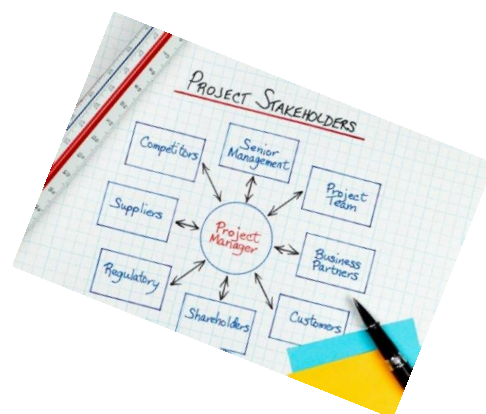 PROJECT STAKEHOLDERS
Competitors
Senior
Management
Project
Team
Suppliers
Project
Manager
Business
Partners
Regulatory
Shareholders
Customers